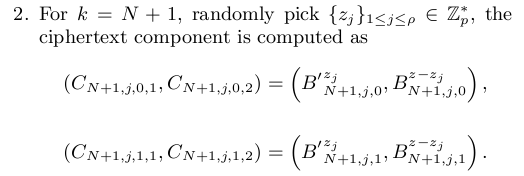 2. For k = N + 1, randomly pick {z_j}_{1≤j≤ρ} ∈ ℤ_p^*, the
ciphertext component is computed as
(C_{N+1,j,0,1}, C_{N+1,j,0,2}) = (B'^{z_j}_{N+1,j,0}, B^{z−z_j}_{N+1,j,0}),
(C_{N+1,j,1,1}, C_{N+1,j,1,2}) = (B'^{z_j}_{N+1,j,1}, B^{z−z_j}_{N+1,j,1}).